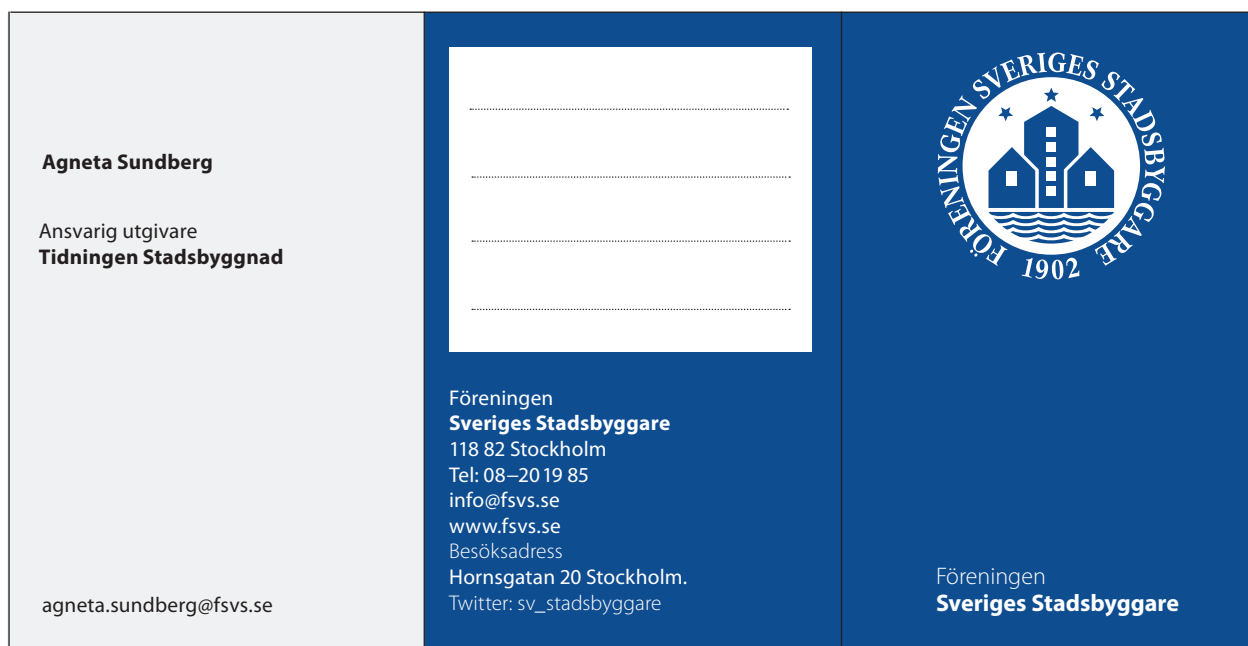 Agneta Sundberg
Ansvarig utgivare
Tidningen Stadsbyggnad
agneta.sundberg@fsvs.se
Föreningen
Sveriges Stadsbyggare
118 82 Stockholm
Tel: 08–20 19 85
info@fsvs.se
www.fsvs.se
Besöksadress
Hornsgatan 20 Stockholm.
Twitter: sv_stadsbyggare
FÖRENINGEN SVERIGES STADSBYGGARE
1902
Föreningen
Sveriges Stadsbyggare